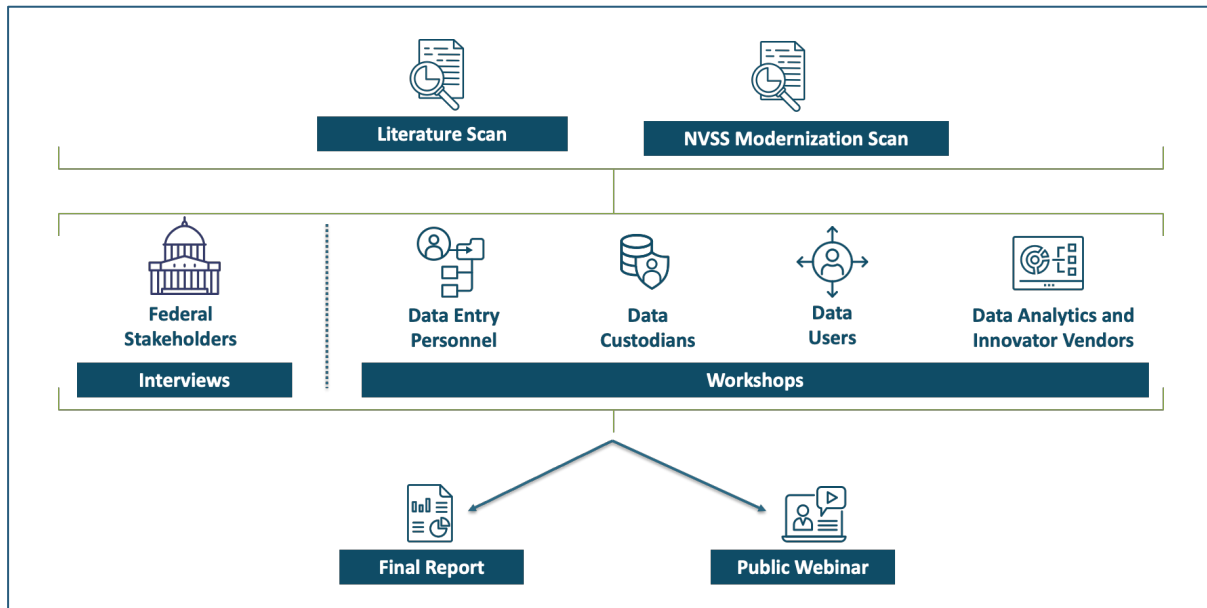 Literature Scan
NVSS Modernization Scan
Federal
Stakeholders
Interviews
Data Entry
Personnel
Data
Custodians
Data
Users
Data Analytics and
Innovator Vendors
Workshops
Final Report
Public Webinar